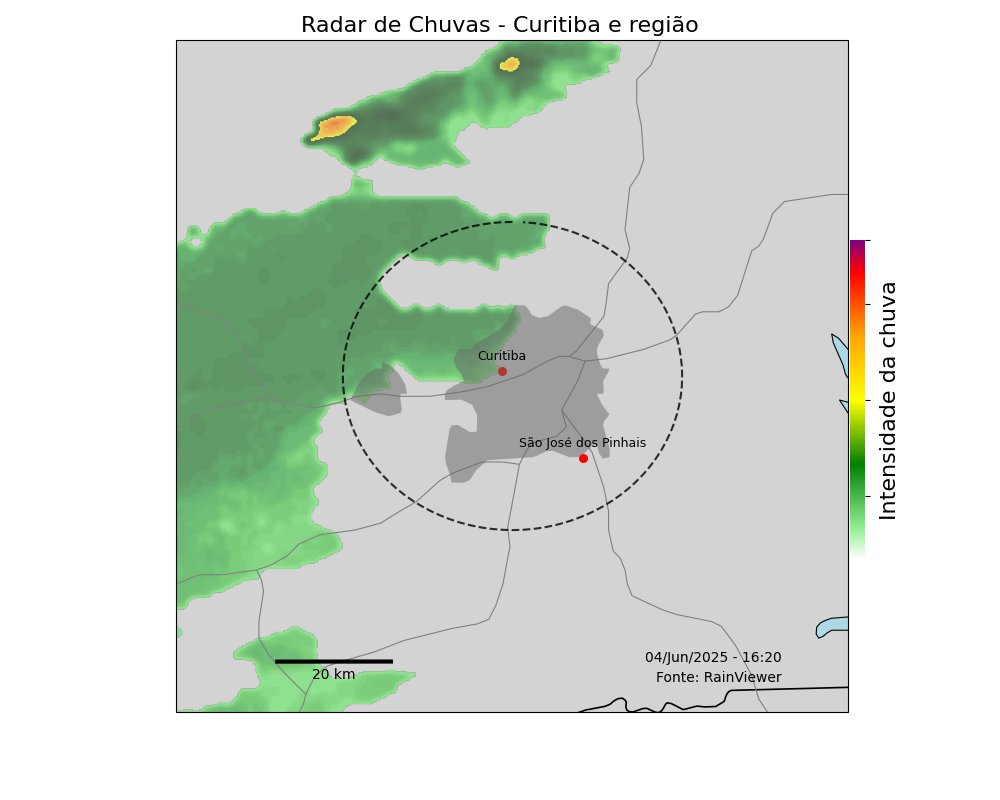 Radar de Chuvas - Curitiba e região
Curitiba
São José dos Pinhais
Intensidade da chuva
04/Jun/2025 - 16:20
20 km
Fonte: RainViewer